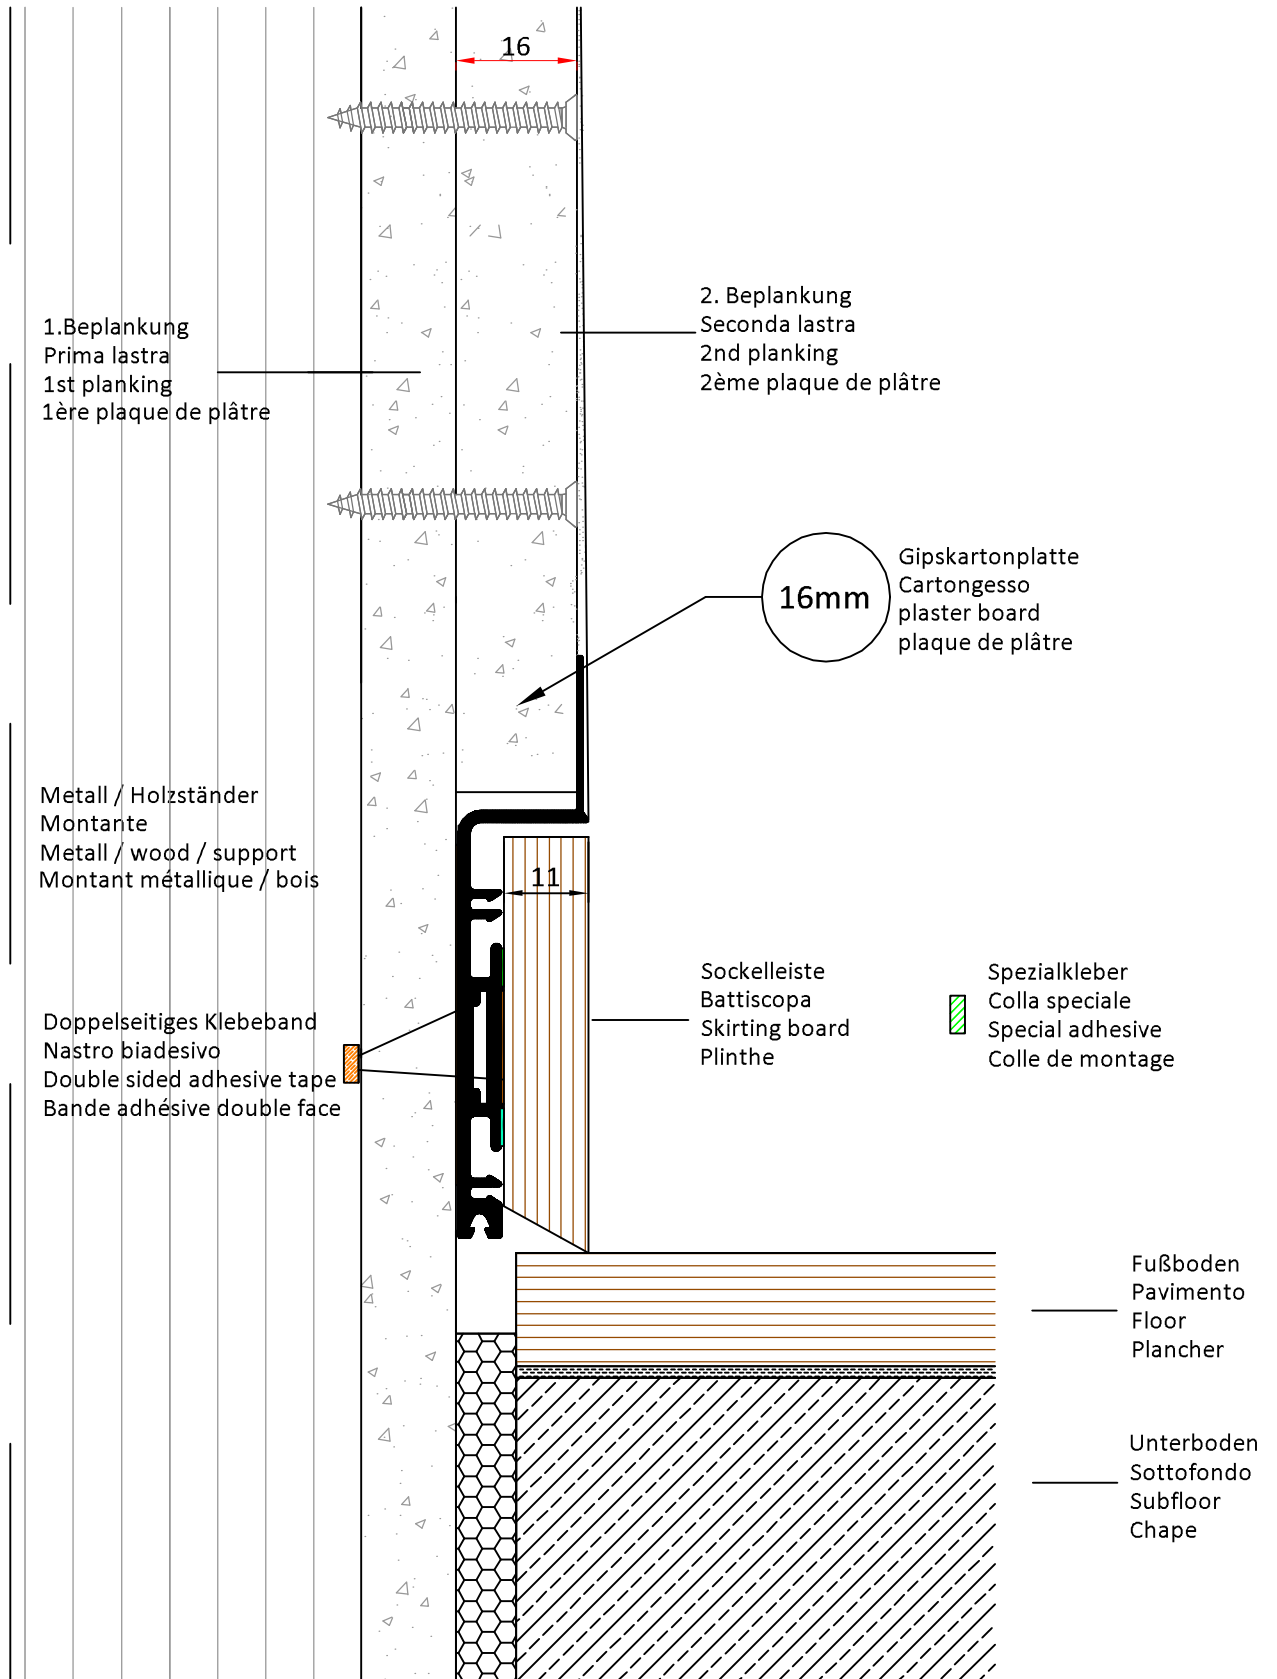 16
2. Beplankung
Seconda lastra
2nd planking
2ème plaque de plâtre
1.Beplankung
Prima lastra
1st planking
1ère plaque de plâtre
16mm
Gipskartonplatte
Cartongesso
plaster board
plaque de plâtre
Metall / Holzständer
Montante
Metall / wood / support
Montant métallique / bois
11
Sockelleiste
Battiscopa
Skirting board
Plinthe
Spezialkleber
Colla speciale
Special adhesive
Colle de montage
Doppelseitiges Klebeband
Nastro biadesivo
Double sided adhesive tape
Bande adhésive double face
Fußboden
Pavimento
Floor
Plancher
Unterboden
Sottofondo
Subfloor
Chape